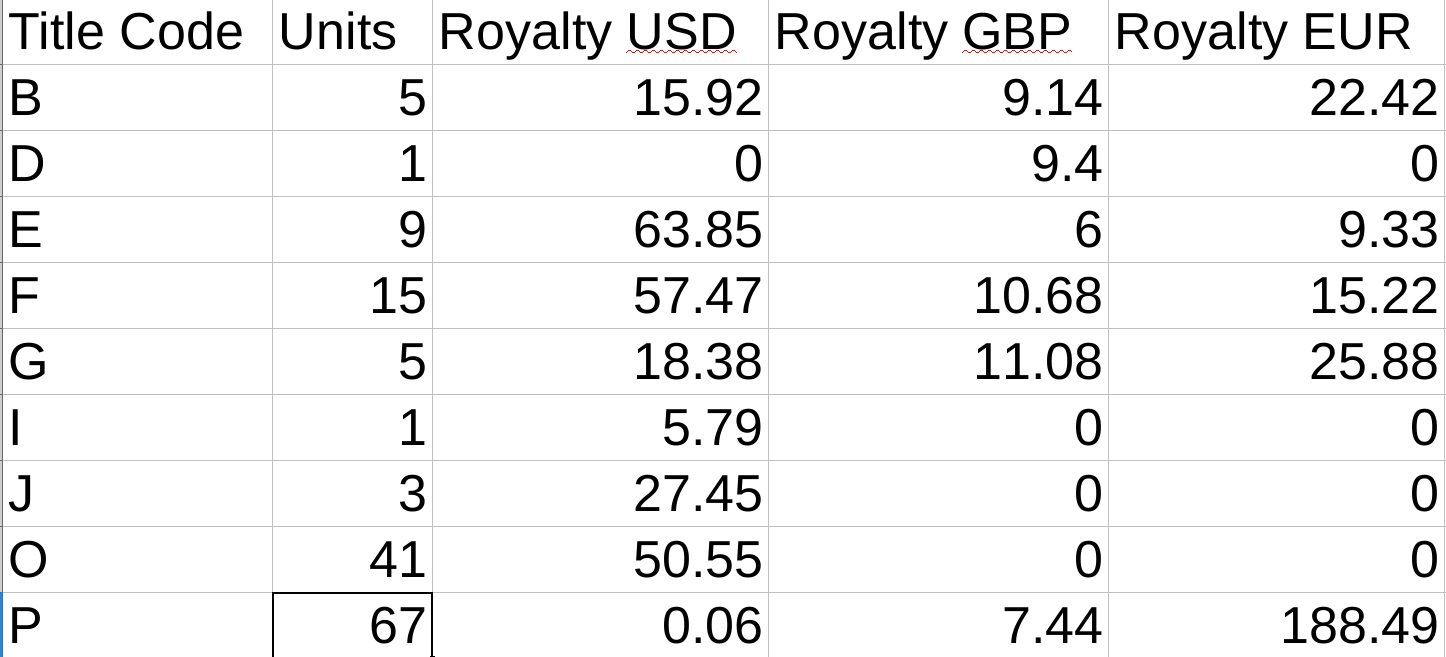 Title Code Units Royalty USD Royalty GBP Royalty EUR
B 5 15.92 9.14 22.42
D 1 0 9.4 0
E 9 63.85 6 9.33
F 15 57.47 10.68 15.22
G 5 18.38 11.08 25.88
I 1 5.79 0 0
J 3 27.45 0 0
O 41 50.55 0 0
P 67 0.06 7.44 188.49